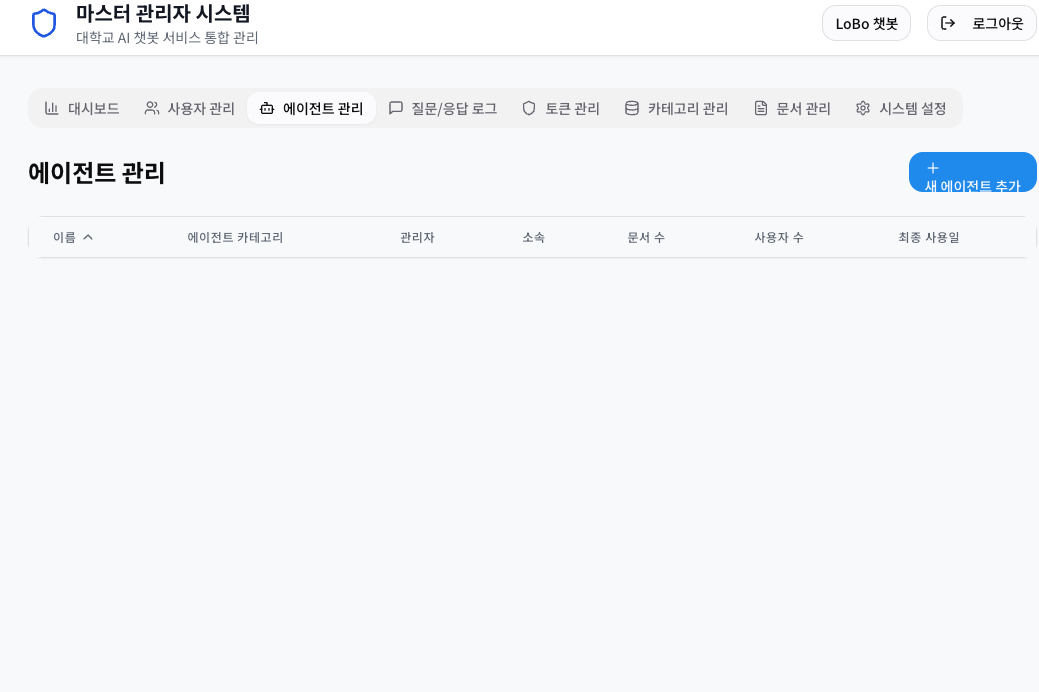 마스터 관리자 시스템
대학교 AI 챗봇 서비스 통합 관리
LoBo 챗봇
로그아웃
대시보드 사용자 관리 에이전트 관리 질문/응답 로그 토큰 관리 카테고리 관리 문서 관리 시스템 설정
에이전트 관리
새 에이전트 추가
이름 에이전트 카테고리 관리자 소속 문서 수 사용자 수 최종 사용일